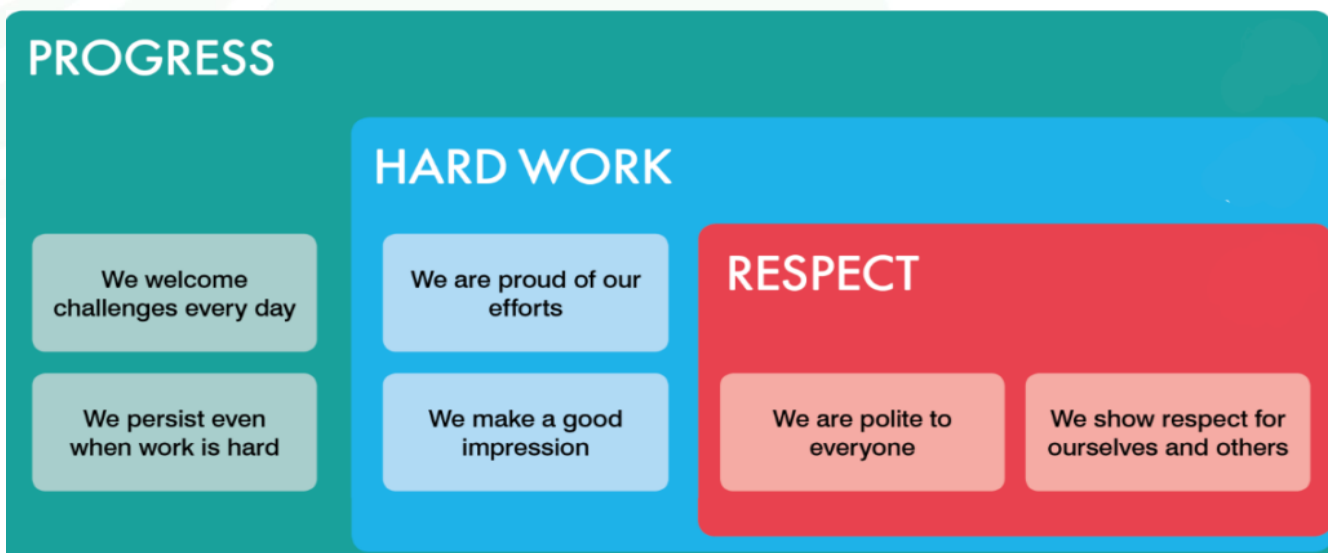 PROGRESS
We welcome
challenges every day
We persist even
when work is hard
HARD WORK
We are proud of our
efforts
We make a good
impression
RESPECT
We are polite to
everyone
We show respect for
ourselves and others